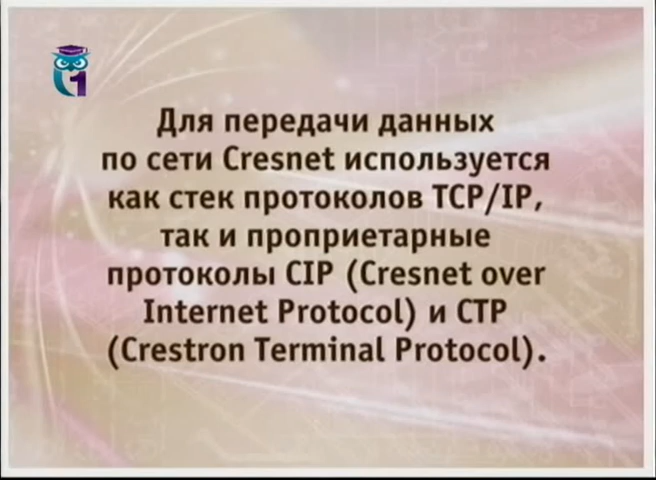 1
Для передачи данных
по сети Cresnet используется
как стек протоколов TCP/IP,
так и проприетарные
протоколы CIP (Cresnet over
Internet Protocol) и CTP
(Crestron Terminal Protocol).